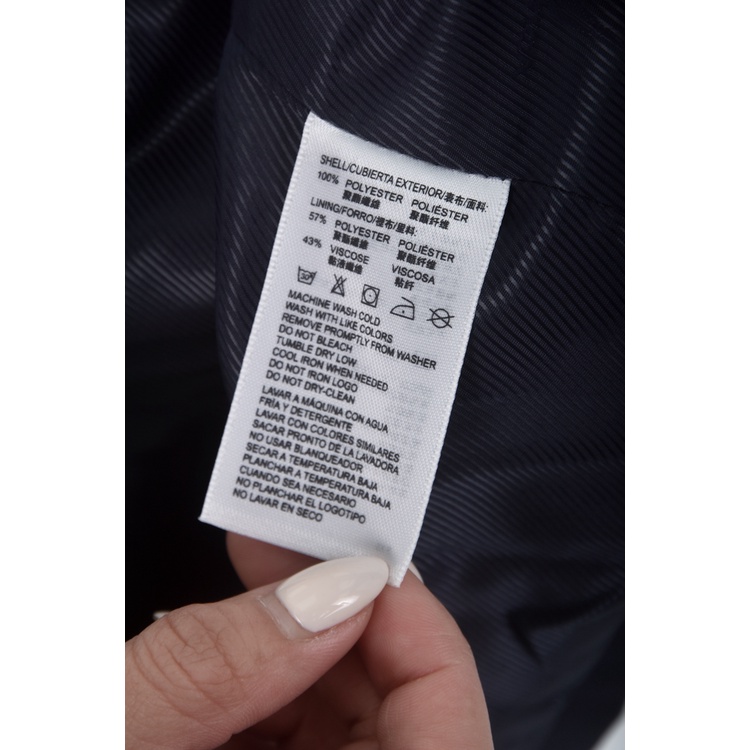 SHELL/CUBIERTA EXTERIOR/表布/面料:
100% POLYESTER POLIÉSTER
聚酯纖維 聚酯纤维
LINING/FORRO/裡布/里料:
57% POLYESTER POLIÉSTER
聚酯纖維 聚酯纤维
43% VISCOSE VISCOSA
黏液纖維 粘纤
30°
MACHINE WASH COLD
WASH WITH LIKE COLORS
REMOVE PROMPTLY FROM WASHER
DO NOT BLEACH
TUMBLE DRY LOW
COOL IRON WHEN NEEDED
DO NOT IRON LOGO
DO NOT DRY-CLEAN
LAVAR A MÁQUINA CON AGUA
FRÍA Y DETERGENTE
LAVAR CON COLORES SIMILARES
SACAR PRONTO DE LA LAVADORA
NO USAR BLANQUEADOR
SECAR A TEMPERATURA BAJA
PLANCHAR A TEMPERATURA BAJA
CUANDO SEA NECESARIO
NO PLANCHAR EL LOGOTIPO
NO LAVAR EN SECO